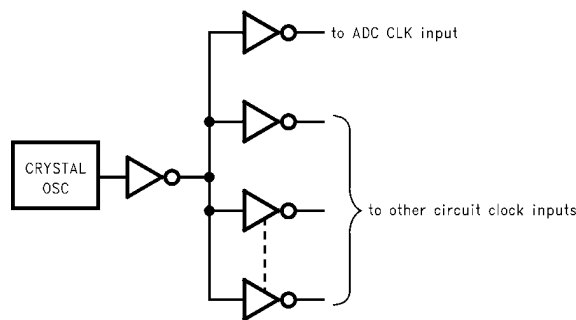 to ADC CLK input
CRYSTAL
OSC
to other circuit clock inputs